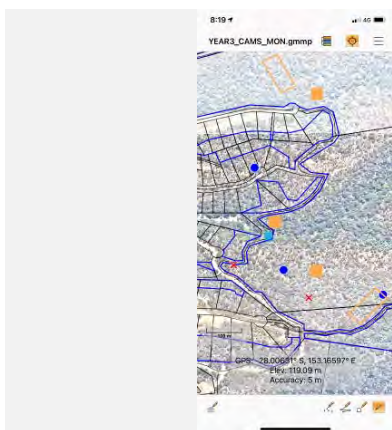 8:19
4G
YEAR3_CAMS_MON.gmmp
GPS: -28.00631° S, 153.16597° E
Elev: 119.09 m
Accuracy: 5 m